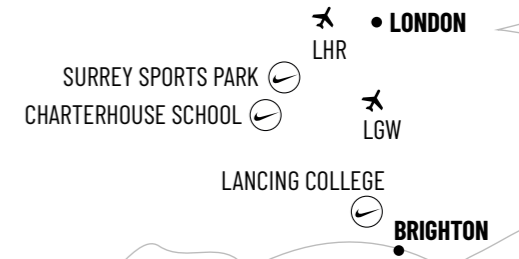 LONDON
LHR
SURREY SPORTS PARK
CHARTERHOUSE SCHOOL
LGW
LANCING COLLEGE
BRIGHTON